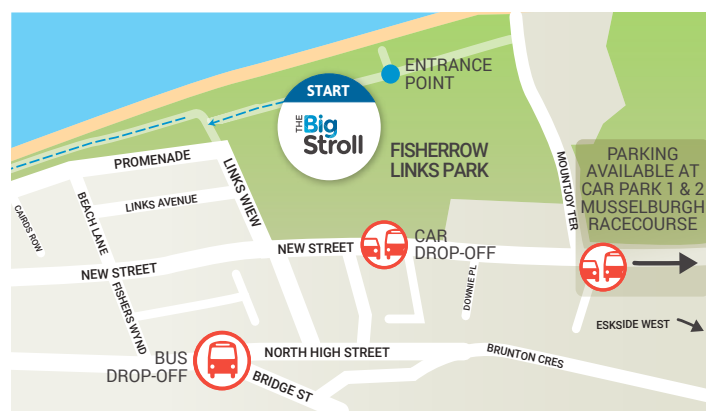 ENTRANCE
POINT
START
THE Big
Stroll
FISHERROW
LINKS PARK
PARKING
AVAILABLE AT
CAR PARK 1 & 2
MUSSELBURGH
RACECOURSE
MOUNTJOY TER
PROMENADE
LINKS WIEW
BEACH LANE
LINKS AVENUE
CAIRDS ROW
NEW STREET
CAR
DROP-OFF
NEW STREET
DOWNIE PL
FISHERS WYND
ESKSIDE WEST
BUS
DROP-OFF
NORTH HIGH STREET
BRUNTON CRES
BRIDGE ST